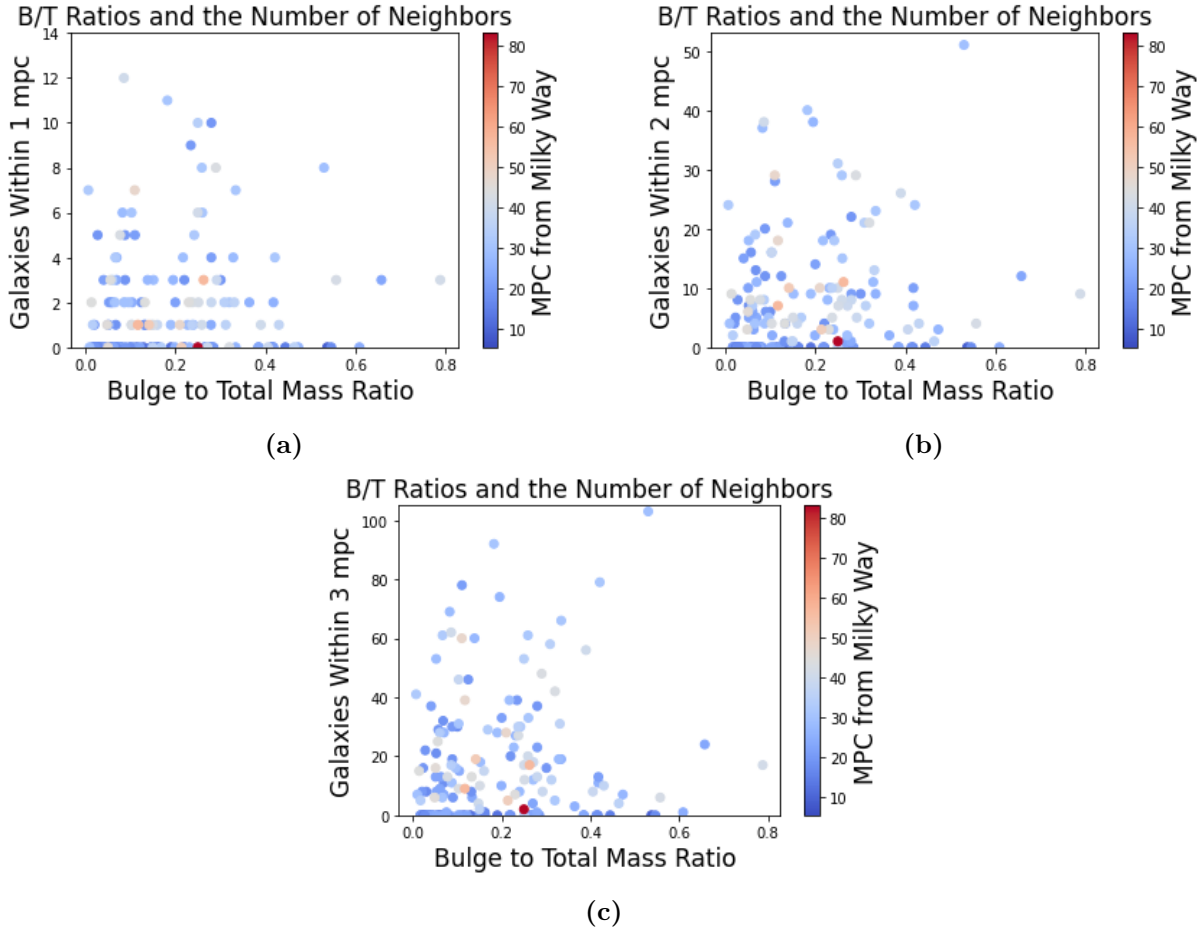 B/T Ratios and the Number of Neighbors
14
12
10
8
6
4
2
0
Galaxies Within 1 mpc
0.0 0.2 0.4 0.6 0.8
Bulge to Total Mass Ratio
80
70
60
50
40
30
20
10
MPC from Milky Way
(a)
B/T Ratios and the Number of Neighbors
50
40
30
20
10
0
Galaxies Within 2 mpc
0.0 0.2 0.4 0.6 0.8
Bulge to Total Mass Ratio
80
70
60
50
40
30
20
10
MPC from Milky Way
(b)
B/T Ratios and the Number of Neighbors
100
80
60
40
20
0
Galaxies Within 3 mpc
0.0 0.2 0.4 0.6 0.8
Bulge to Total Mass Ratio
80
70
60
50
40
30
20
10
MPC from Milky Way
(c)